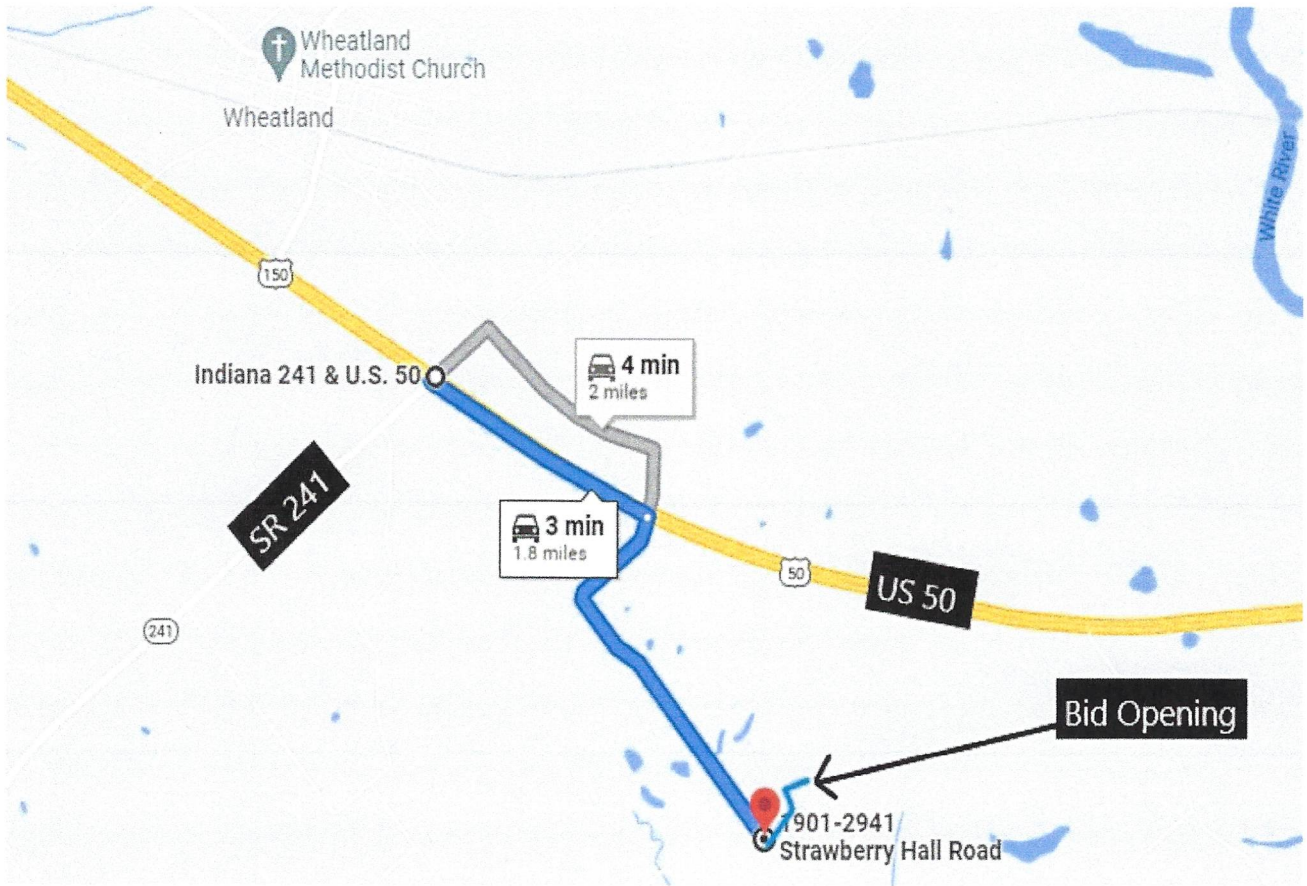 Wheatland
Methodist Church
Wheatland
White River
150
Indiana 241 & U.S. 50
4 min
2 miles
SR 241
3 min
1.8 miles
50
US 50
241
Bid Opening
1901-2941
Strawberry Hall Road